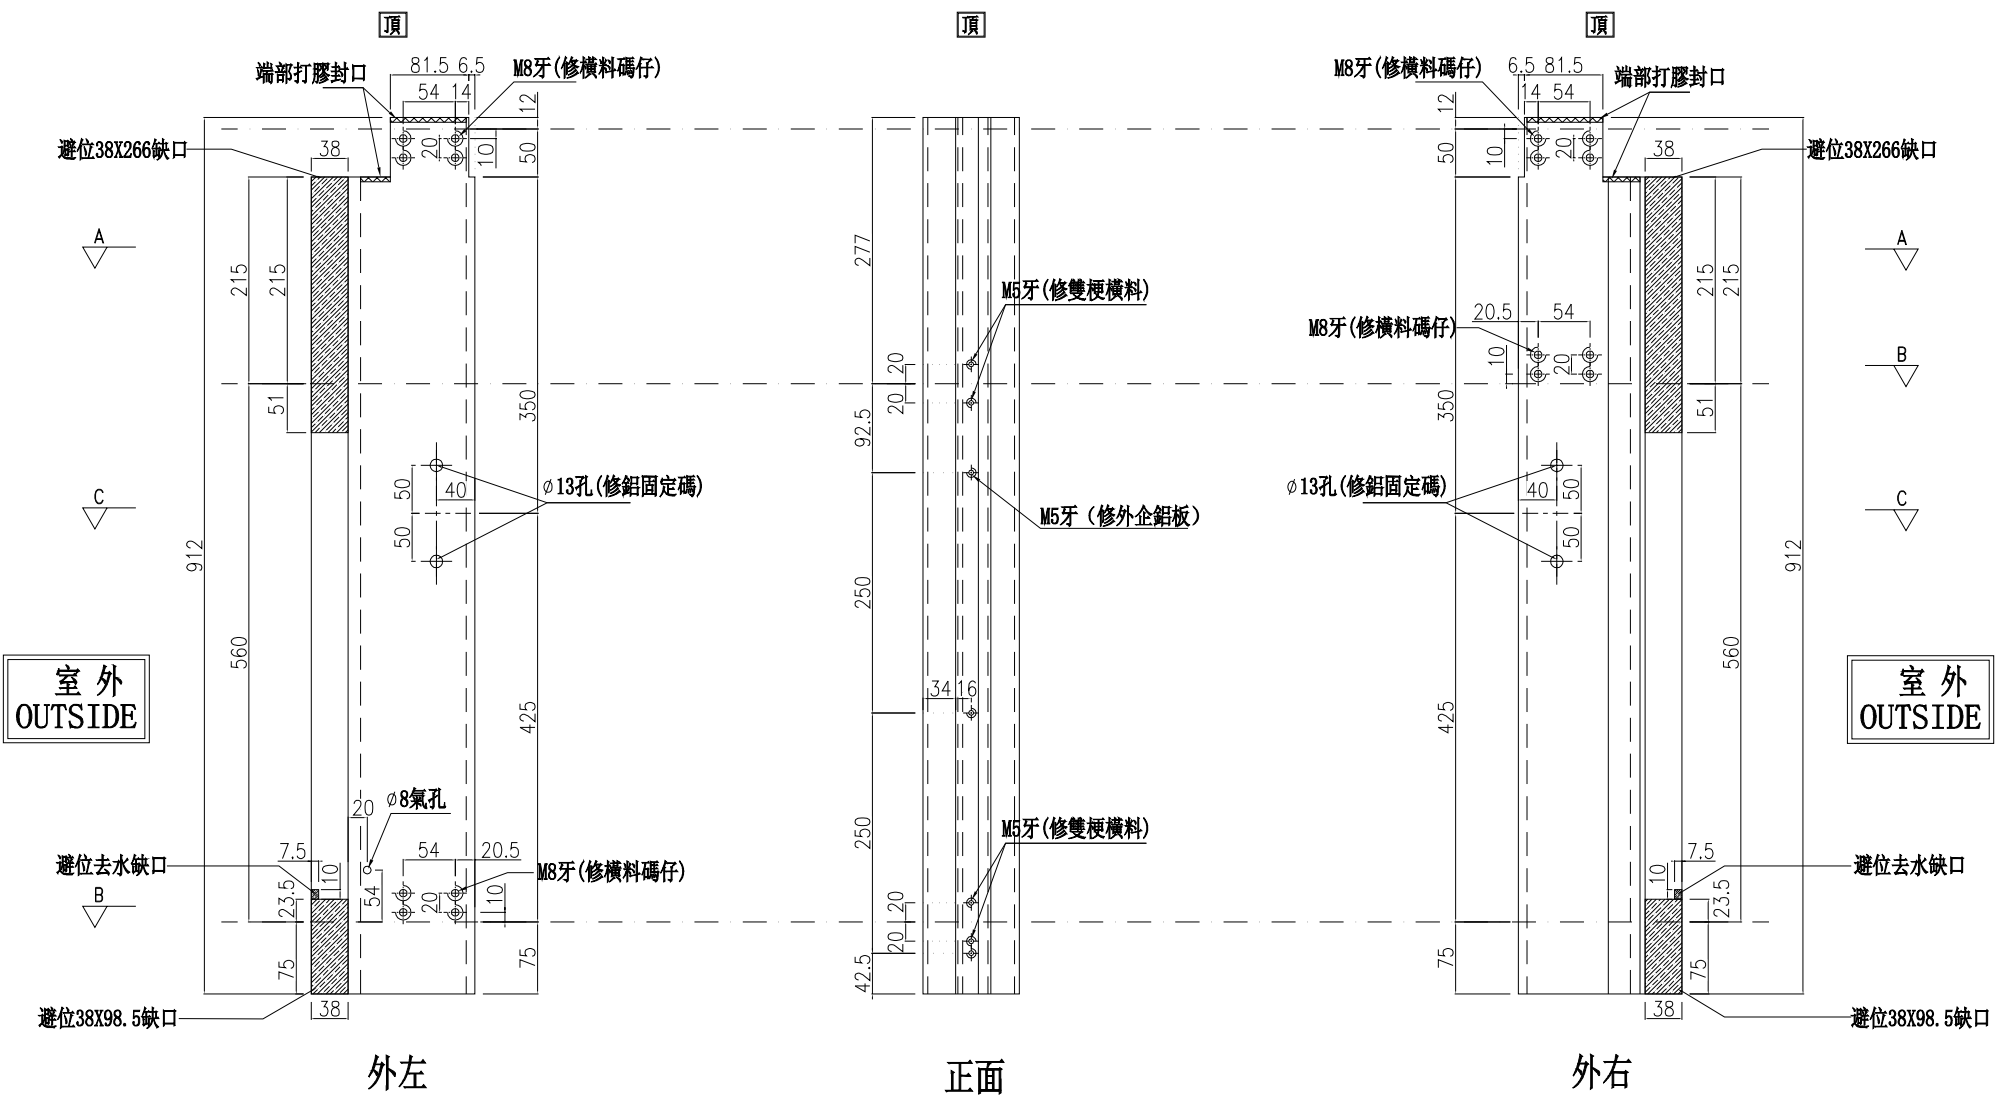 頂
頂
頂
端部打膠封口
81.5
6.5
M8牙(修橫料碼仔)
54
14
12
避位38X266缺口
38
20
10
50
A
215
215
51
350
C
50
40
50
Ø13孔(修鋁固定碼)
912
560
425
室 外
OUTSIDE
20
Ø8氣孔
7.5
10
54
20.5
避位去水缺口
M8牙(修橫料碼仔)
B
23.5
54
20
10
75
75
避位38X98.5缺口
38
外左
277
M5牙(修雙梗橫料)
20
20
92.5
M5牙（修外企鋁板）
250
34
16
250
M5牙(修雙梗橫料)
20
20
42.5
正面
M8牙(修橫料碼仔)
6.5
81.5
端部打膠封口
14
54
12
50
10
20
38
避位38X266缺口
A
215
215
20.5
54
M8牙(修橫料碼仔)
10
20
B
350
51
Ø13孔(修鋁固定碼)
40
50
50
C
912
560
425
室 外
OUTSIDE
7.5
10
避位去水缺口
23.5
75
75
38
避位38X98.5缺口
外右